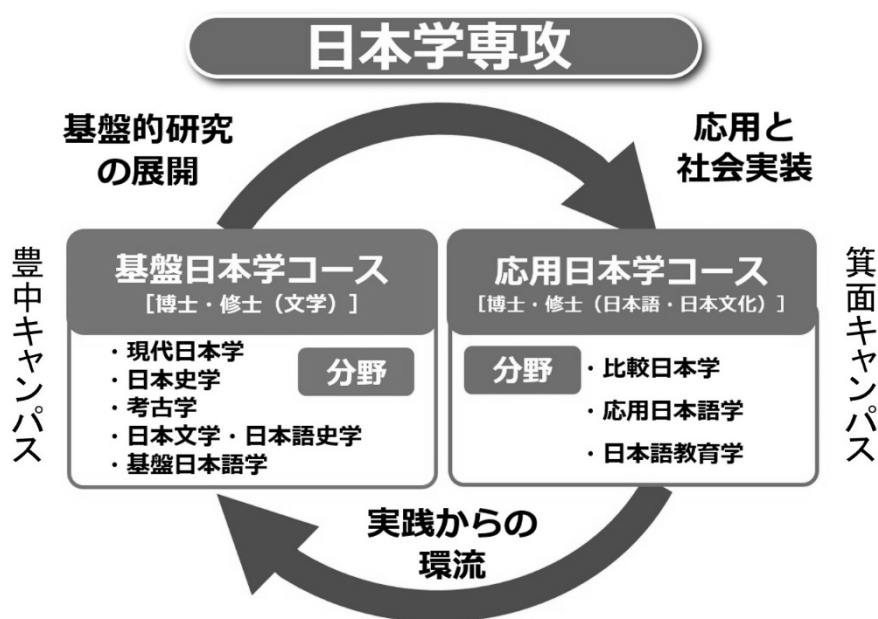 日本学専攻
基盤的研究
の展開
応用と
社会実装
豊中キャンパス
基盤日本学コース
[博士・修士（文学）]
・現代日本学
・日本史学
・考古学
・日本文学・日本語史学
・基盤日本語学
分野
応用日本学コース
[博士・修士（日本語・日本文化）]
分野
・比較日本学
・応用日本語学
・日本語教育学
箕面キャンパス
実践からの
環流